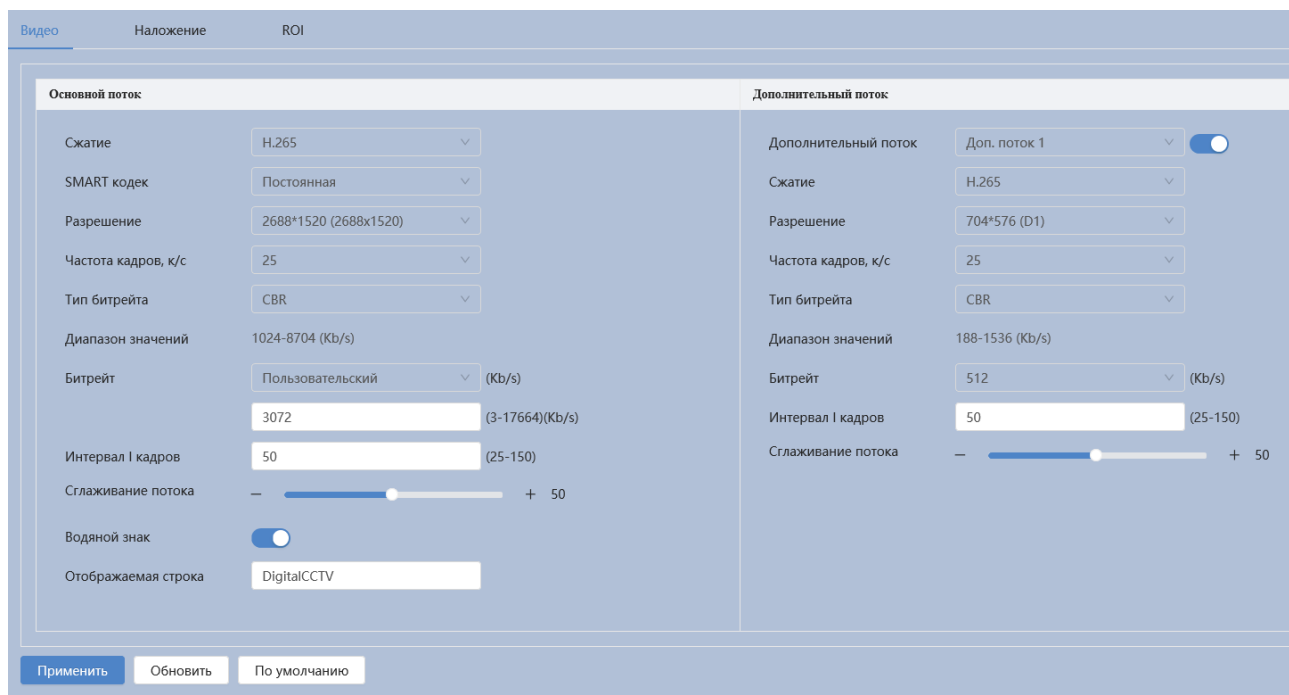 Видео Наложение ROI
Основной поток Дополнительный поток
Сжатие H.265 Дополнительный поток Доп. поток 1
SMART кодек Постоянная Сжатие H.265
Разрешение 2688*1520 (2688x1520) Разрешение 704*576 (D1)
Частота кадров, к/с 25 Частота кадров, к/с 25
Тип битрейта CBR Тип битрейта CBR
Диапазон значений 1024-8704 (Kb/s) Диапазон значений 188-1536 (Kb/s)
Битрейт Пользовательский (Kb/s) Битрейт 512 (Kb/s)
3072 (3-17664)(Kb/s) Интервал I кадров 50 (25-150)
Интервал I кадров 50 (25-150) Сглаживание потока − + 50
Сглаживание потока − + 50
Водяной знак
Отображаемая строка DigitalCCTV
Применить Обновить По умолчанию